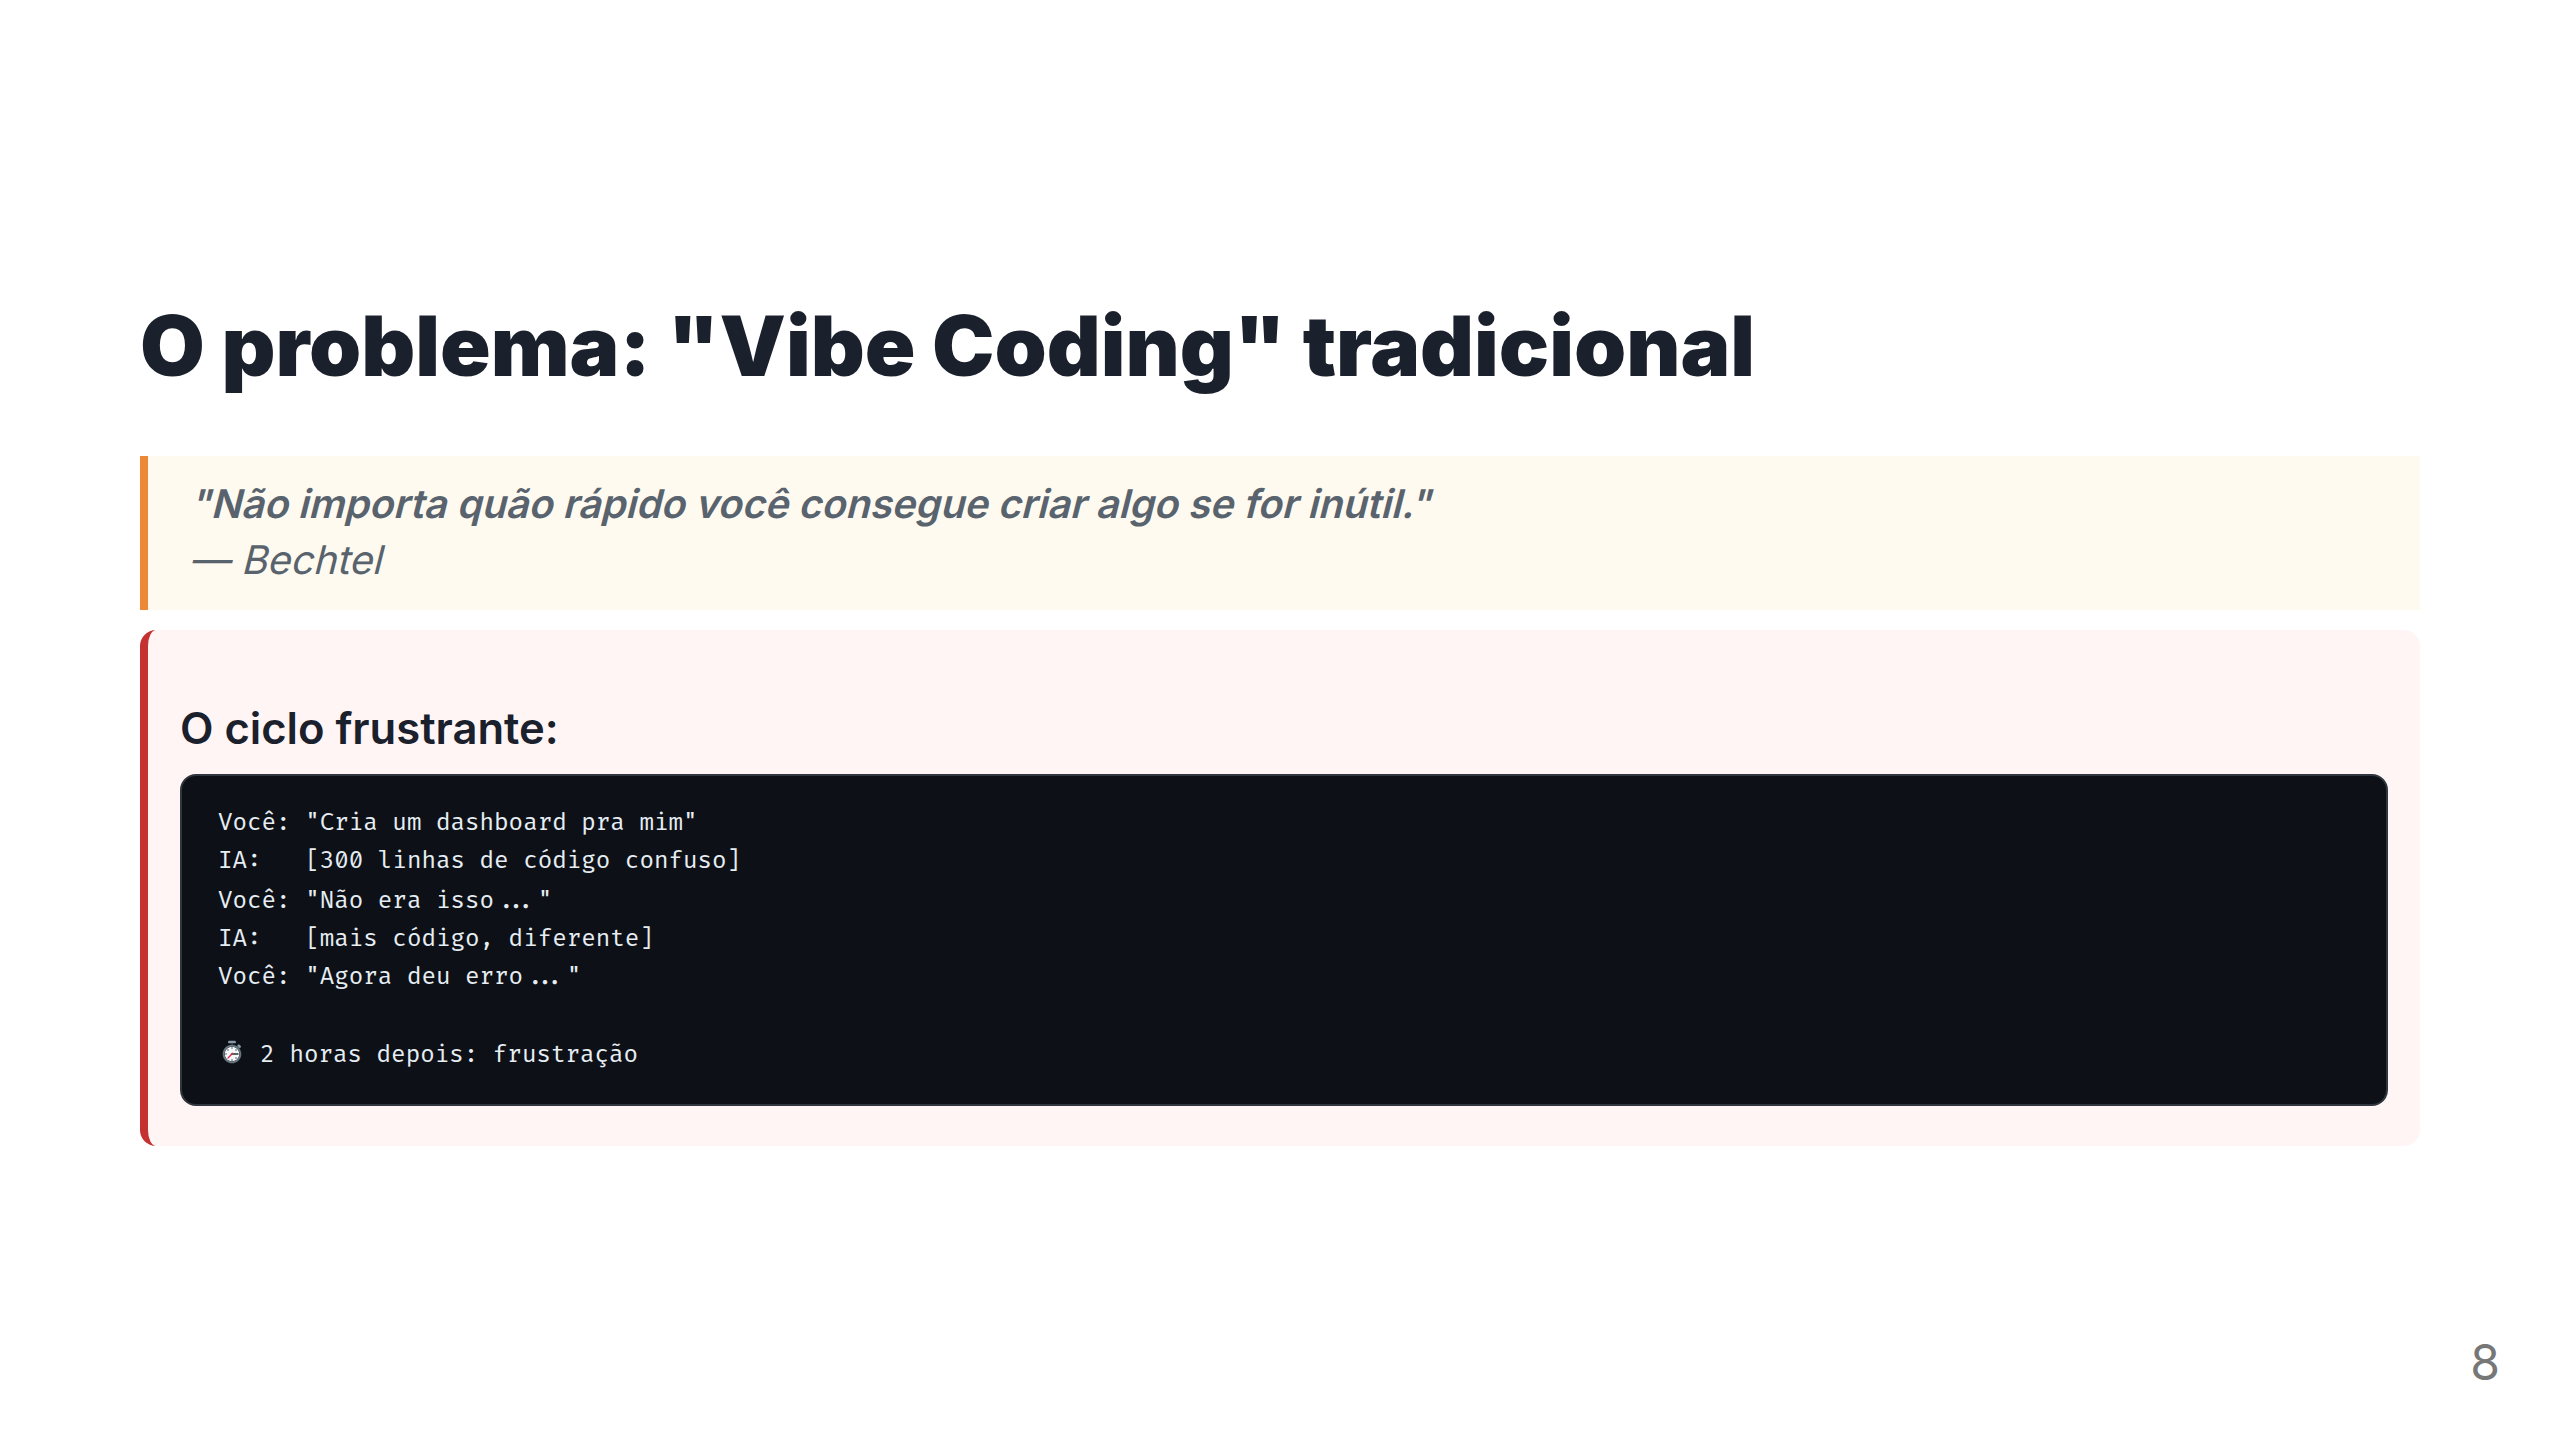 O problema: "Vibe Coding" tradicional
"Não importa quão rápido você consegue criar algo se for inútil."
— Bechtel
O ciclo frustrante:
Você: "Cria um dashboard pra mim"
IA:   [300 linhas de código confuso]
Você: "Não era isso..."
IA:   [mais código, diferente]
Você: "Agora deu erro..."
⏱ 2 horas depois: frustração
8